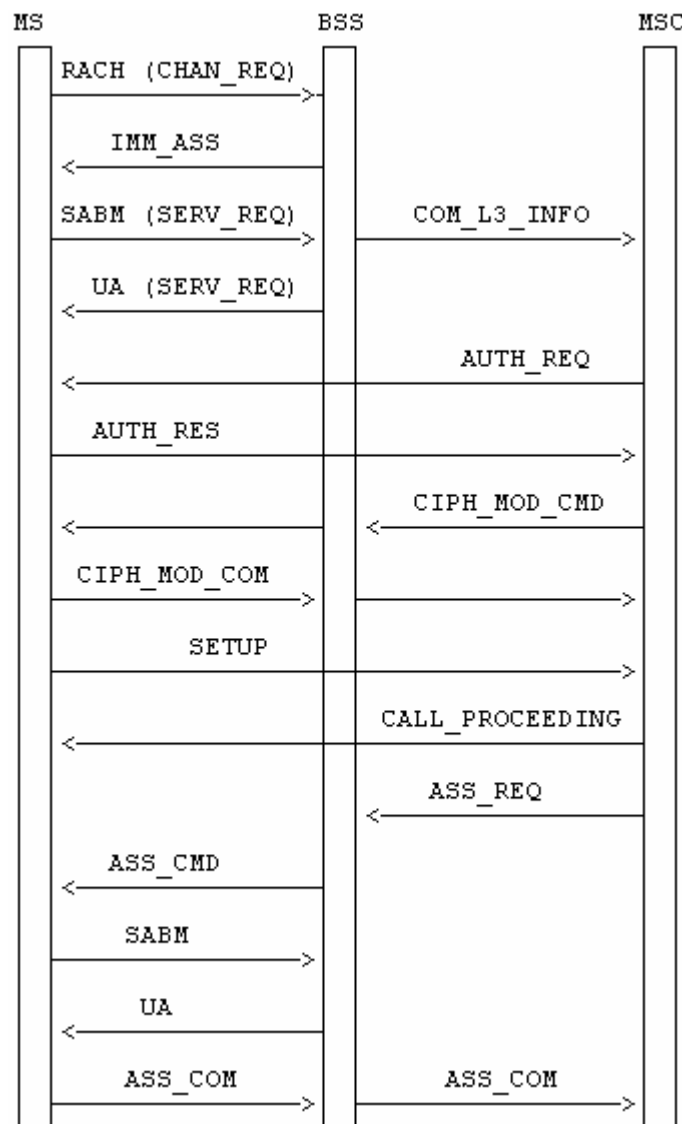 MS BSS MSC
RACH (CHAN_REQ)
IMM_ASS
SABM (SERV_REQ) COM_L3_INFO
UA (SERV_REQ)
AUTH_REQ
AUTH_RES
CIPH_MOD_CMD
CIPH_MOD_COM
SETUP
CALL_PROCEEDING
ASS_REQ
ASS_CMD
SABM
UA
ASS_COM ASS_COM